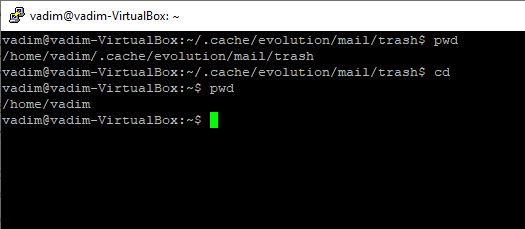 vadim@vadim-VirtualBox: ~
vadim@vadim-VirtualBox:~/.cache/evolution/mail/trash$ pwd
/home/vadim/.cache/evolution/mail/trash
vadim@vadim-VirtualBox:~/.cache/evolution/mail/trash$ cd
vadim@vadim-VirtualBox:~$ pwd
/home/vadim
vadim@vadim-VirtualBox:~$